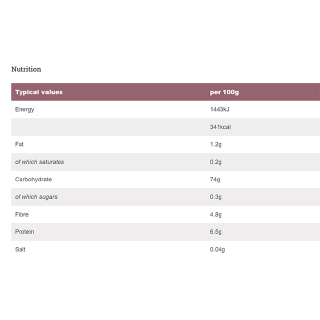 Nutrition
Typical values per 100g
Energy 1443kJ
341kcal
Fat 1.2g
of which saturates 0.2g
Carbohydrate 74g
of which sugars 0.3g
Fibre 4.8g
Protein 6.5g
Salt 0.04g